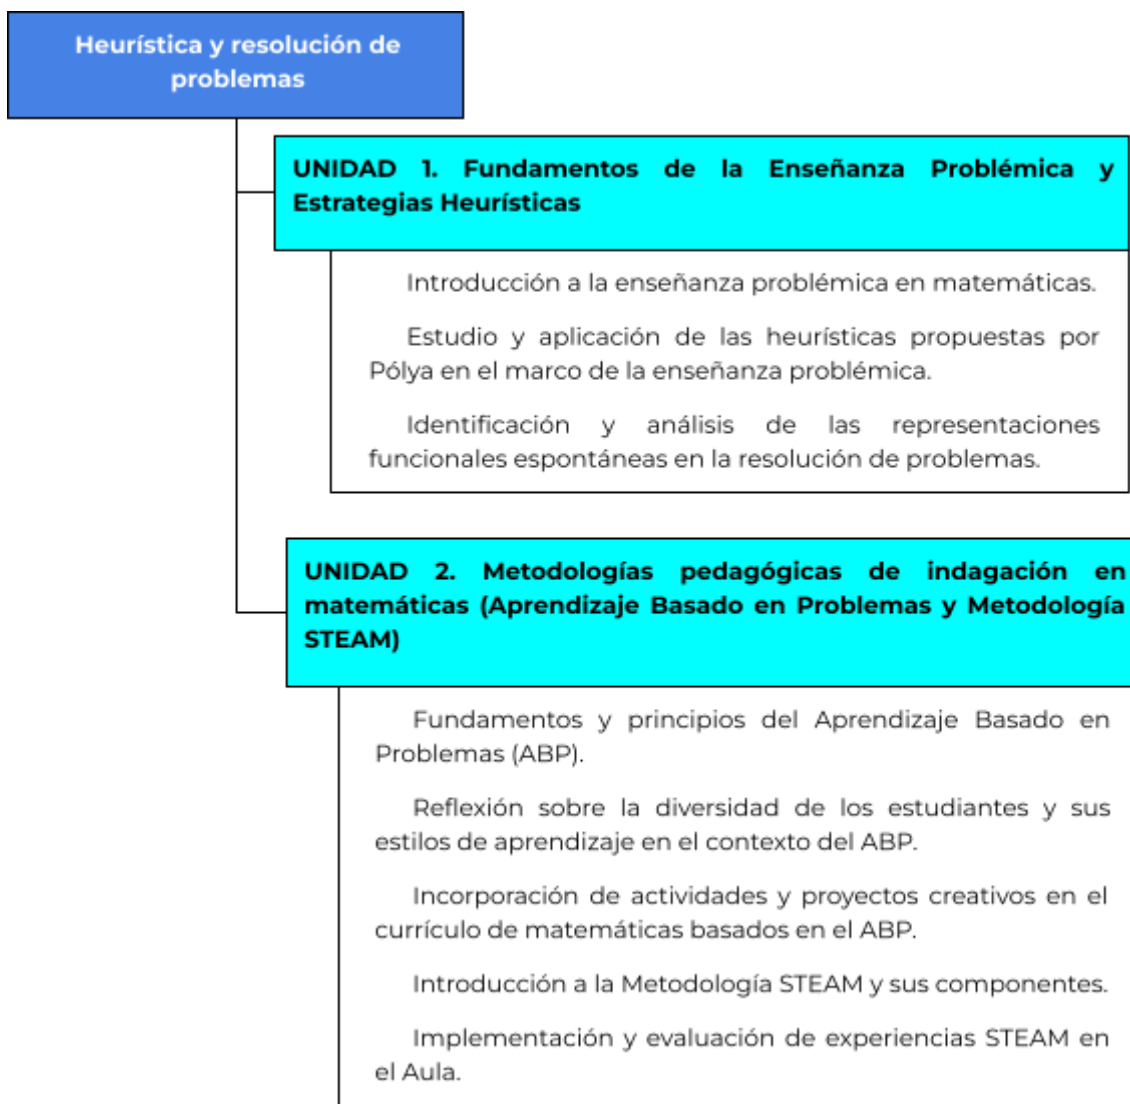 Heurística y resolución de
problemas
UNIDAD 1. Fundamentos de la Enseñanza Problémica y
Estrategias Heurísticas
Introducción a la enseñanza problémica en matemáticas.
Estudio y aplicación de las heurísticas propuestas por
Pólya en el marco de la enseñanza problémica.
Identificación y análisis de las representaciones
funcionales espontáneas en la resolución de problemas.
UNIDAD 2. Metodologías pedagógicas de indagación en
matemáticas (Aprendizaje Basado en Problemas y Metodología
STEAM)
Fundamentos y principios del Aprendizaje Basado en
Problemas (ABP).
Reflexión sobre la diversidad de los estudiantes y sus
estilos de aprendizaje en el contexto del ABP.
Incorporación de actividades y proyectos creativos en el
currículo de matemáticas basados en el ABP.
Introducción a la Metodología STEAM y sus componentes.
Implementación y evaluación de experiencias STEAM en
el Aula.